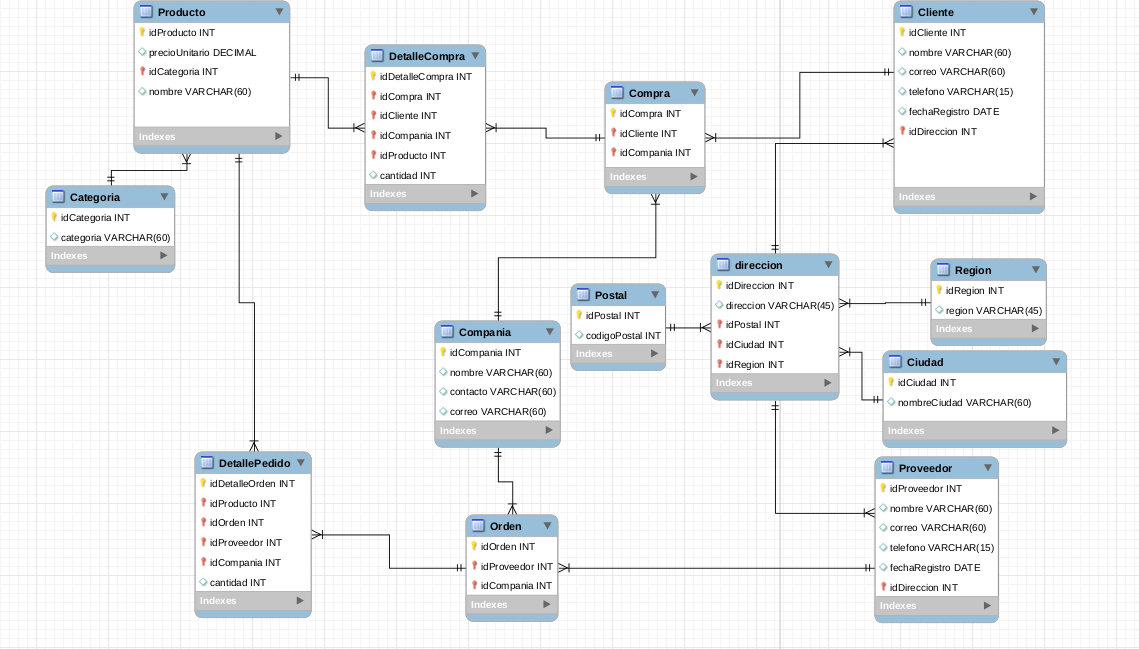 Producto
idProducto INT
precioUnitario DECIMAL
idCategoria INT
nombre VARCHAR(60)
Indexes
DetalleCompra
idDetalleCompra INT
idCompra INT
idCliente INT
idCompania INT
idProducto INT
cantidad INT
Indexes
Compra
idCompra INT
idCliente INT
idCompania INT
Indexes
Cliente
idCliente INT
nombre VARCHAR(60)
correo VARCHAR(60)
telefono VARCHAR(15)
fechaRegistro DATE
idDireccion INT
Indexes
Categoria
idCategoria INT
categoria VARCHAR(60)
Indexes
direccion
idDireccion INT
direccion VARCHAR(45)
idPostal INT
idCiudad INT
idRegion INT
Indexes
Region
idRegion INT
region VARCHAR(45)
Indexes
Postal
idPostal INT
codigoPostal INT
Indexes
Compania
idCompania INT
nombre VARCHAR(60)
contacto VARCHAR(60)
correo VARCHAR(60)
Indexes
Ciudad
idCiudad INT
nombreCiudad VARCHAR(60)
Indexes
DetallePedido
idDetalleOrden INT
idProducto INT
idOrden INT
idProveedor INT
idCompania INT
cantidad INT
Indexes
Orden
idOrden INT
idProveedor INT
idCompania INT
Indexes
Proveedor
idProveedor INT
nombre VARCHAR(60)
correo VARCHAR(60)
telefono VARCHAR(15)
fechaRegistro DATE
idDireccion INT
Indexes